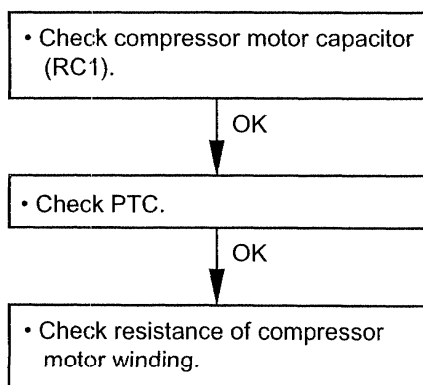 • Check compressor motor capacitor
(RC1).
OK
• Check PTC.
OK
• Check resistance of compressor
motor winding.